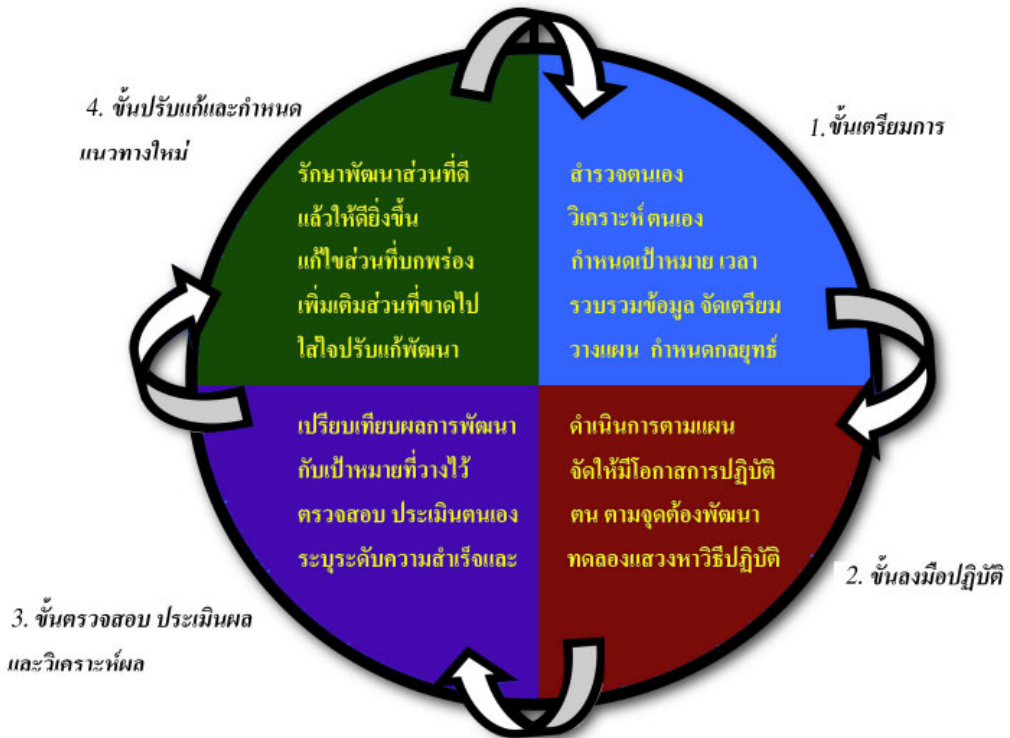 4. ขั้นปรับแก้และกำหนด
แนวทางใหม่
1.ขั้นเตรียมการ
รักษาพัฒนาส่วนที่ดี
แล้วให้ดียิ่งขึ้น
แก้ไขส่วนที่บกพร่อง
เพิ่มเติมส่วนที่ขาดไป
ใส่ใจปรับแก้พัฒนา
สำรวจตนเอง
วิเคราะห์ตนเอง
กำหนดเป้าหมาย เวลา
รวบรวมข้อมูล จัดเตรียม
วางแผน กำหนดกลยุทธ์
เปรียบเทียบผลการพัฒนา
กับเป้าหมายที่วางไว้
ตรวจสอบ ประเมินตนเอง
ระบุระดับความสำเร็จและ
ดำเนินการตามแผน
จัดให้มีโอกาสการปฏิบัติ
ตน ตามจุดต้องพัฒนา
ทดลองแสวงหาวิธีปฏิบัติ
2. ขั้นลงมือปฏิบัติ
3. ขั้นตรวจสอบ ประเมินผล
และวิเคราะห์ผล